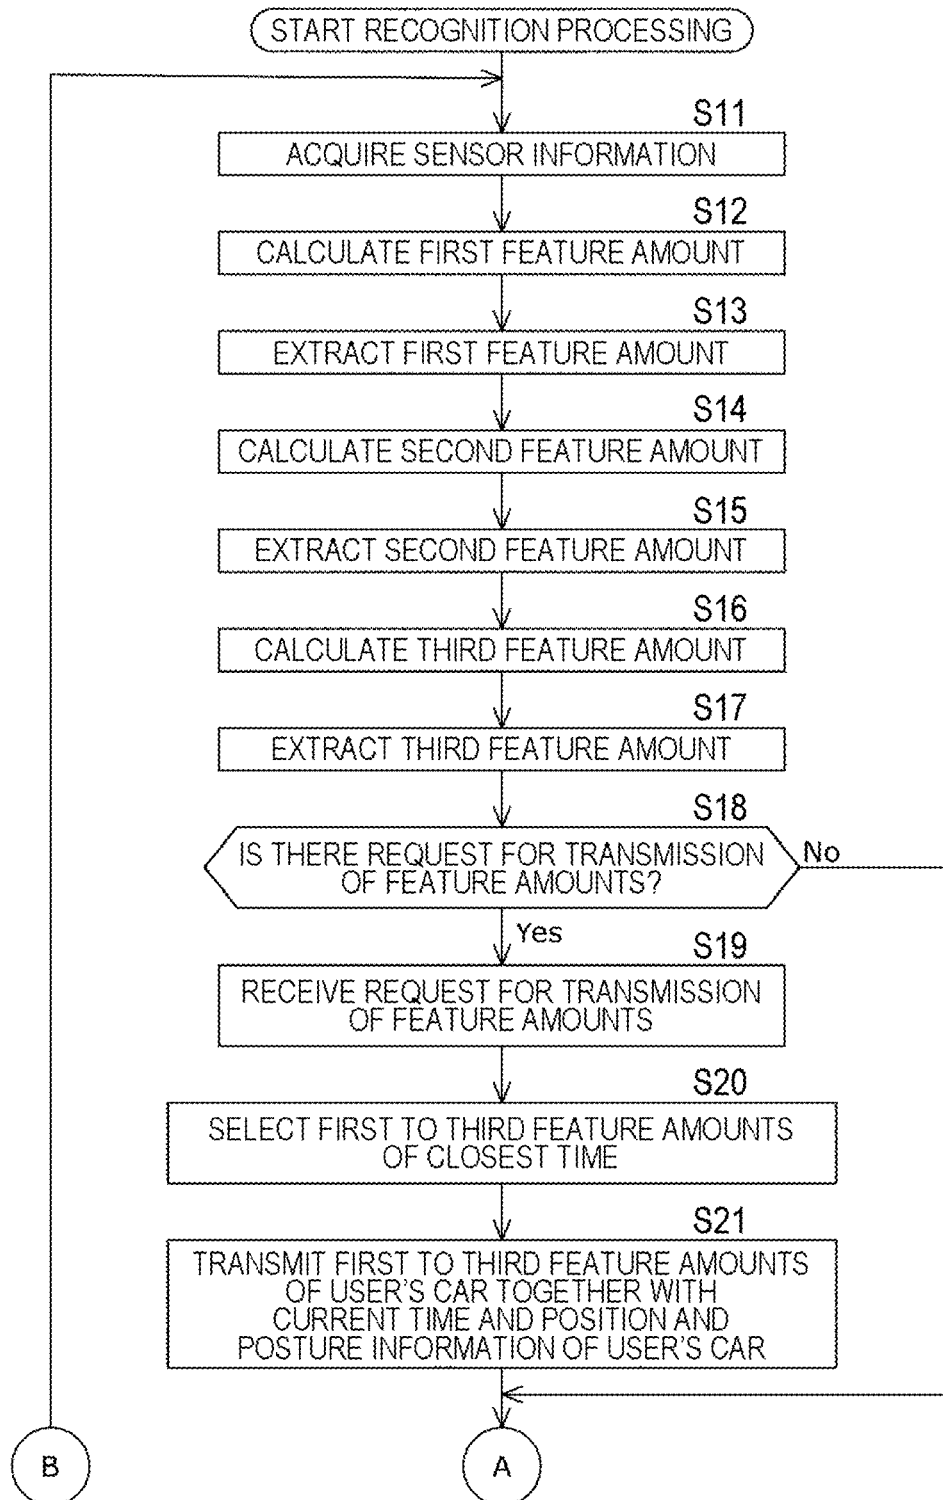 START RECOGNITION PROCESSING
S11
ACQUIRE SENSOR INFORMATION
S12
CALCULATE FIRST FEATURE AMOUNT
S13
EXTRACT FIRST FEATURE AMOUNT
S14
CALCULATE SECOND FEATURE AMOUNT
S15
EXTRACT SECOND FEATURE AMOUNT
S16
CALCULATE THIRD FEATURE AMOUNT
S17
EXTRACT THIRD FEATURE AMOUNT
S18
IS THERE REQUEST FOR TRANSMISSION
OF FEATURE AMOUNTS?
No
Yes
S19
RECEIVE REQUEST FOR TRANSMISSION
OF FEATURE AMOUNTS
S20
SELECT FIRST TO THIRD FEATURE AMOUNTS
OF CLOSEST TIME
S21
TRANSMIT FIRST TO THIRD FEATURE AMOUNTS
OF USER'S CAR TOGETHER WITH
CURRENT TIME AND POSITION AND
POSTURE INFORMATION OF USER'S CAR
B
A